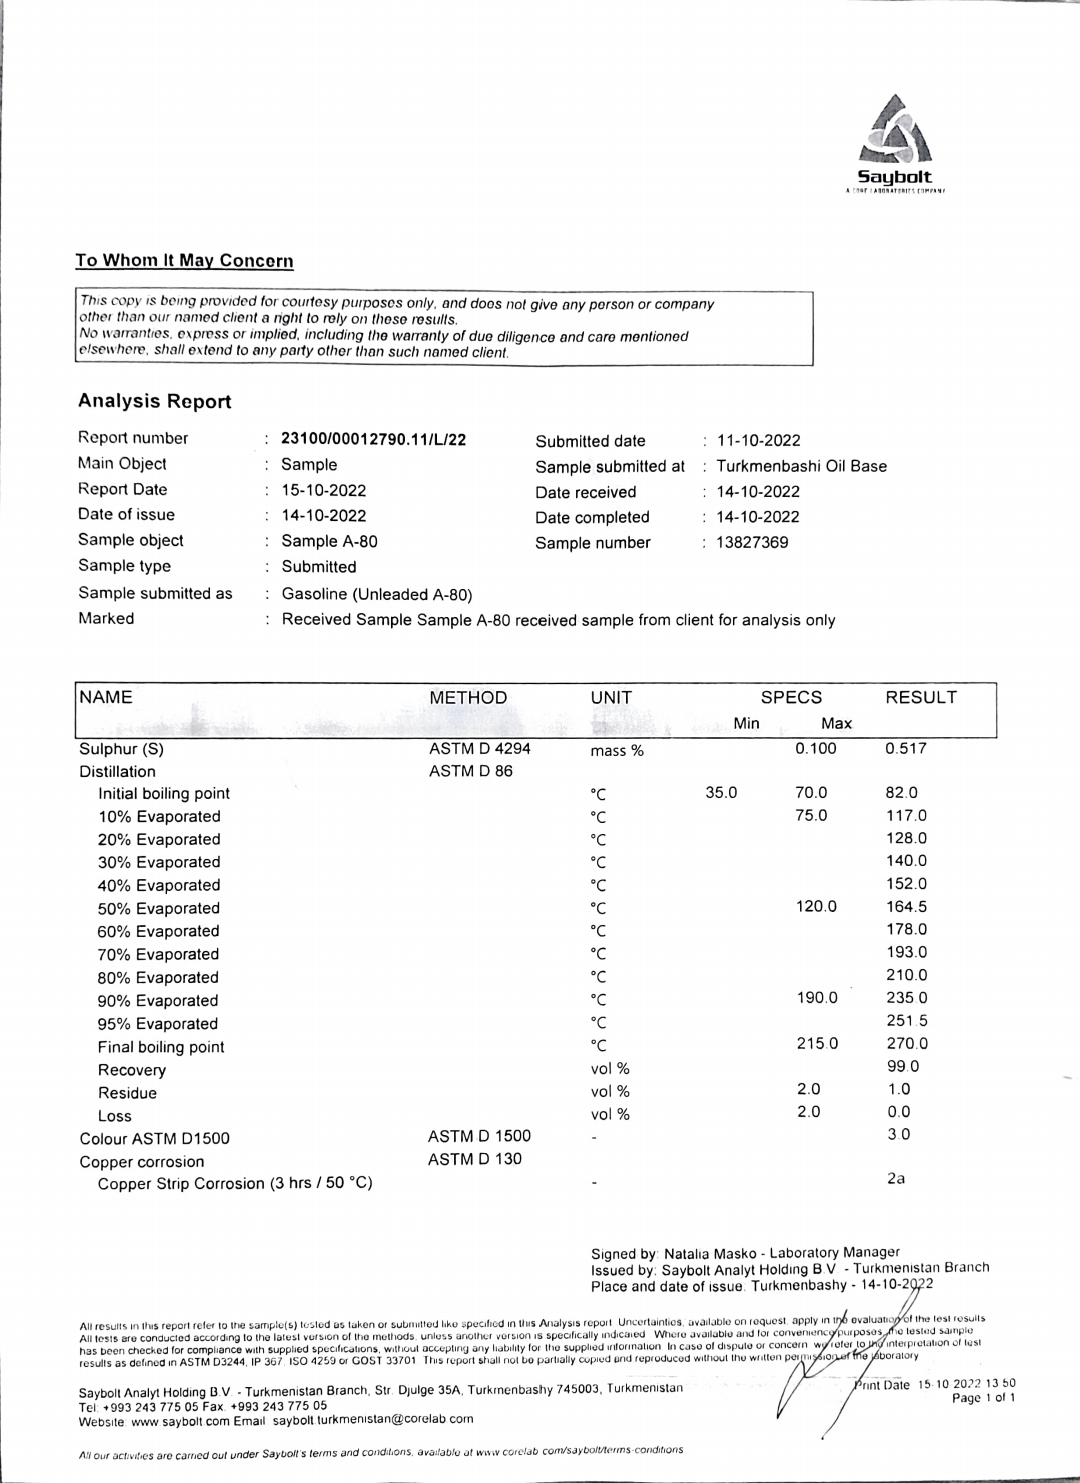 Saybolt
A CORE LABORATORIES COMPANY
To Whom It May Concern
This copy is being provided for courtesy purposes only, and does not give any person or company
other than our named client a right to rely on these results.
No warranties, express or implied, including the warranty of due diligence and care mentioned
elsewhere, shall extend to any party other than such named client.
Analysis Report
Report number : 23100/00012790.11/L/22 Submitted date : 11-10-2022
Main Object : Sample Sample submitted at : Turkmenbashi Oil Base
Report Date : 15-10-2022 Date received : 14-10-2022
Date of issue : 14-10-2022 Date completed : 14-10-2022
Sample object : Sample A-80 Sample number : 13827369
Sample type : Submitted
Sample submitted as : Gasoline (Unleaded A-80)
Marked : Received Sample Sample A-80 received sample from client for analysis only
NAME METHOD UNIT SPECS RESULT
Min Max
Sulphur (S) ASTM D 4294 mass % 0.100 0.517
Distillation ASTM D 86
Initial boiling point °C 35.0 70.0 82.0
10% Evaporated °C 75.0 117.0
20% Evaporated °C 128.0
30% Evaporated °C 140.0
40% Evaporated °C 152.0
50% Evaporated °C 120.0 164.5
60% Evaporated °C 178.0
70% Evaporated °C 193.0
80% Evaporated °C 210.0
90% Evaporated °C 190.0 235.0
95% Evaporated °C 251.5
Final boiling point °C 215.0 270.0
Recovery vol % 99.0
Residue vol % 2.0 1.0
Loss vol % 2.0 0.0
Colour ASTM D1500 ASTM D 1500 - 3.0
Copper corrosion ASTM D 130
Copper Strip Corrosion (3 hrs / 50 °C) - 2a
Signed by: Natalia Masko - Laboratory Manager
Issued by: Saybolt Analyt Holding B.V. - Turkmenistan Branch
Place and date of issue: Turkmenbashy - 14-10-2022
All results in this report refer to the sample(s) tested as taken or submitted like specified in this Analysis report. Uncertainties, available on request, apply in the evaluation of the test results
All tests are conducted according to the latest version of the methods, unless another version is specifically indicated. Where available and for convenience purposes, the tested sample
has been checked for compliance with supplied specifications, without accepting any liability for the supplied information. In case of dispute or concern we refer to the interpretation of test
results as defined in ASTM D3244, IP 367, ISO 4259 or GOST 33701. This report shall not be partially copied and reproduced without the written permission of the laboratory
Saybolt Analyt Holding B.V. - Turkmenistan Branch, Str. Djulge 35A, Turkmenbashy 745003, Turkmenistan
Print Date 15-10-2022 13:50
Tel: +993 243 775 05 Fax. +993 243 775 05
Page 1 of 1
Website: www.saybolt.com Email: saybolt.turkmenistan@corelab.com
All our activities are carried out under Saybolt's terms and conditions, available at www.corelab.com/saybolt/terms-conditions